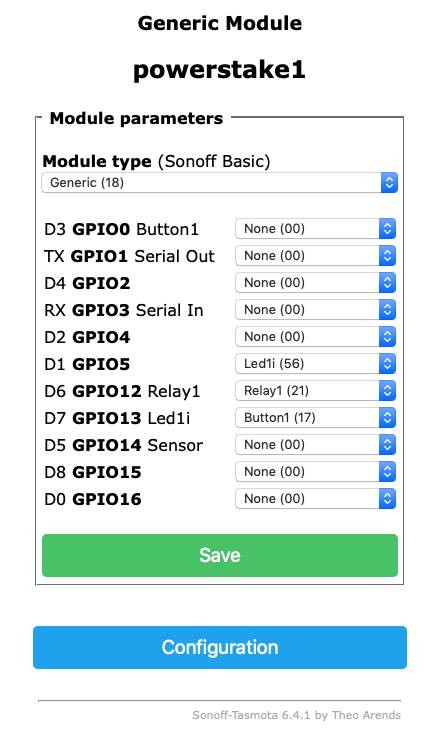 Generic Module
powerstake1
Module parameters
Module type (Sonoff Basic)
Generic (18)
D3 GPIO0 Button1 None (00)
TX GPIO1 Serial Out None (00)
D4 GPIO2 None (00)
RX GPIO3 Serial In None (00)
D2 GPIO4 None (00)
D1 GPIO5 Led1i (56)
D6 GPIO12 Relay1 Relay1 (21)
D7 GPIO13 Led1i Button1 (17)
D5 GPIO14 Sensor None (00)
D8 GPIO15 None (00)
D0 GPIO16 None (00)
Save
Configuration
Sonoff-Tasmota 6.4.1 by Theo Arends